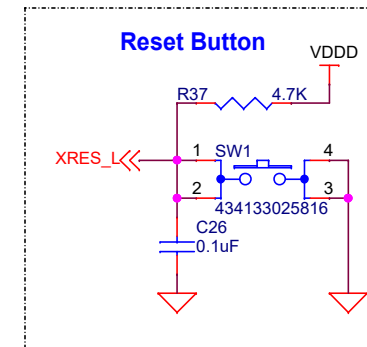 Reset Button
VDDD
R37 4.7K
XRES_L
1 SW1 4
2 3
434133025816
C26
0.1uF